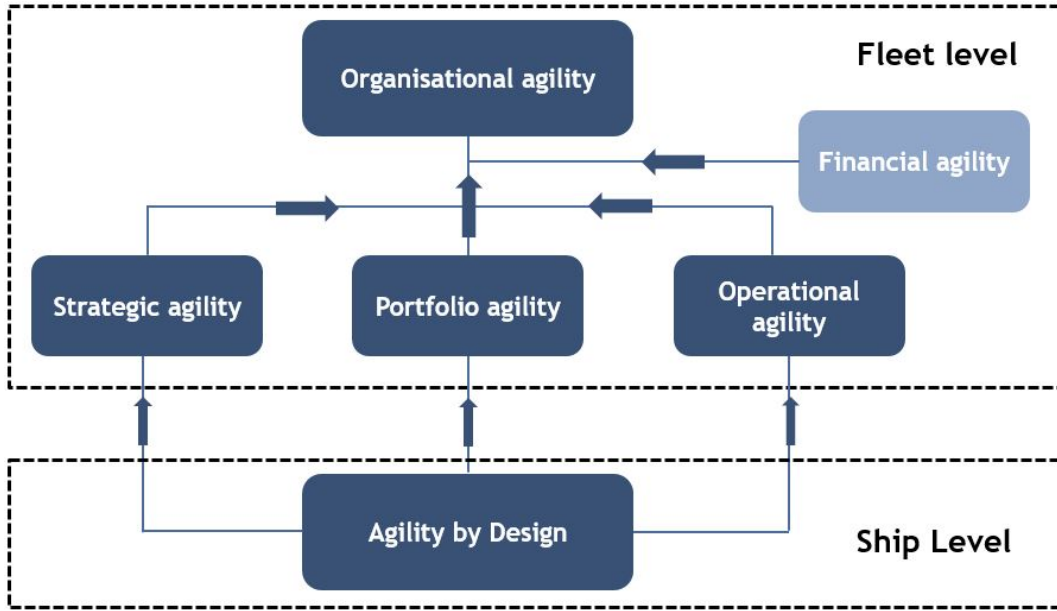 Fleet level
Organisational agility
Financial agility
Strategic agility
Portfolio agility
Operational
agility
Agility by Design
Ship Level